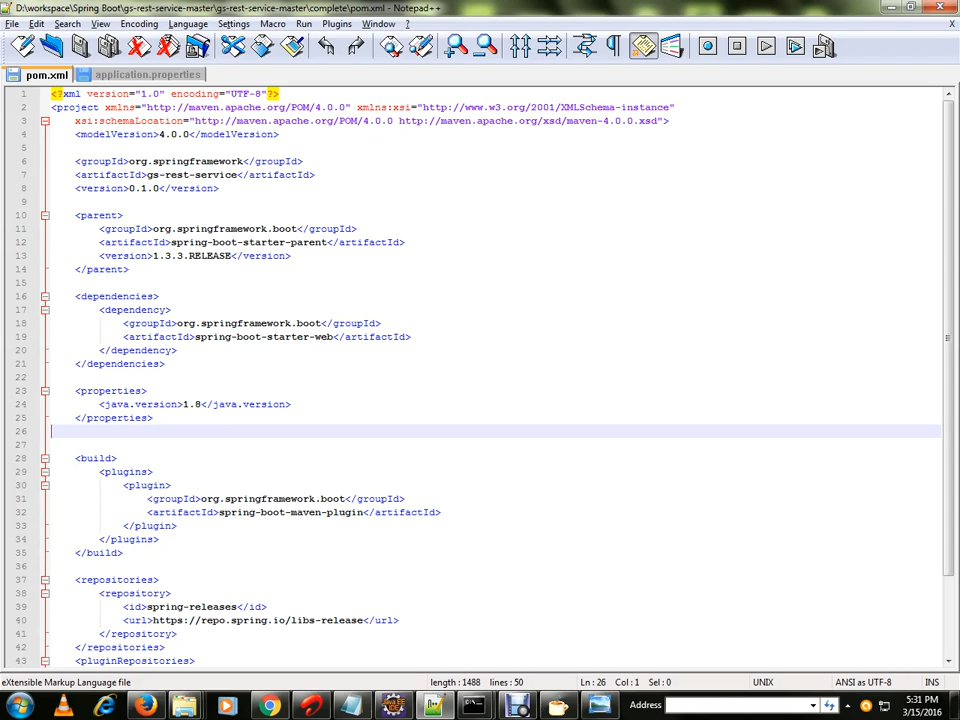 D:\workspace\Spring Boot\gs-rest-service-master\gs-rest-service-master\complete\pom.xml - Notepad++
File Edit Search View Encoding Language Settings Macro Run Plugins Window ?
X
pom.xml application.properties
1 <?xml version="1.0" encoding="UTF-8"?>
2 <project xmlns="http://maven.apache.org/POM/4.0.0" xmlns:xsi="http://www.w3.org/2001/XMLSchema-instance"
3 xsi:schemaLocation="http://maven.apache.org/POM/4.0.0 http://maven.apache.org/xsd/maven-4.0.0.xsd">
4 <modelVersion>4.0.0</modelVersion>
5
6 <groupId>org.springframework</groupId>
7 <artifactId>gs-rest-service</artifactId>
8 <version>0.1.0</version>
9
10 <parent>
11 <groupId>org.springframework.boot</groupId>
12 <artifactId>spring-boot-starter-parent</artifactId>
13 <version>1.3.3.RELEASE</version>
14 </parent>
15
16 <dependencies>
17 <dependency>
18 <groupId>org.springframework.boot</groupId>
19 <artifactId>spring-boot-starter-web</artifactId>
20 </dependency>
21 </dependencies>
22
23 <properties>
24 <java.version>1.8</java.version>
25 </properties>
26
27
28 <build>
29 <plugins>
30 <plugin>
31 <groupId>org.springframework.boot</groupId>
32 <artifactId>spring-boot-maven-plugin</artifactId>
33 </plugin>
34 </plugins>
35 </build>
36
37 <repositories>
38 <repository>
39 <id>spring-releases</id>
40 <url>https://repo.spring.io/libs-release</url>
41 </repository>
42 </repositories>
43 <pluginRepositories>
eXtensible Markup Language file length : 1488 lines : 50 Ln : 26 Col : 1 Sel : 0 UNIX ANSI as UTF-8 INS
Address
5:31 PM
3/15/2016